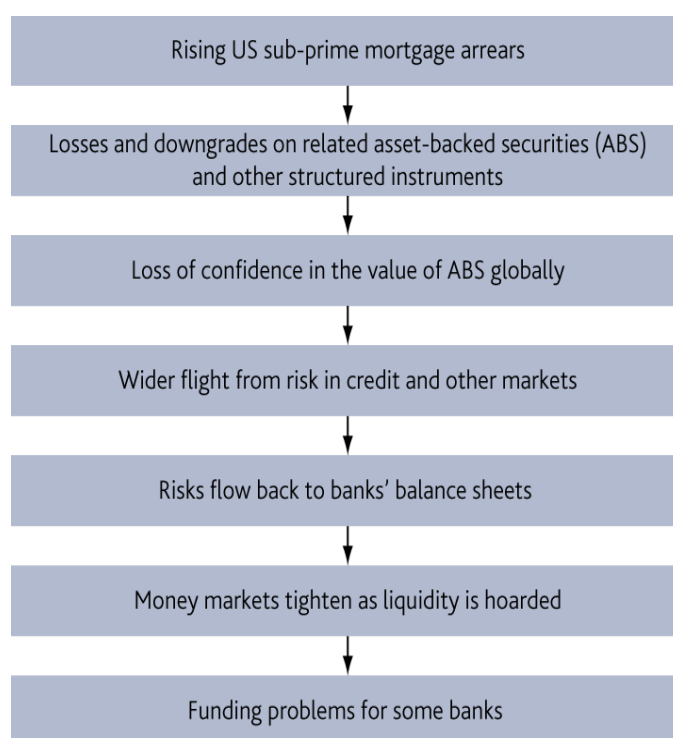 Rising US sub-prime mortgage arrears
Losses and downgrades on related asset-backed securities (ABS)
and other structured instruments
Loss of confidence in the value of ABS globally
Wider flight from risk in credit and other markets
Risks flow back to banks’ balance sheets
Money markets tighten as liquidity is hoarded
Funding problems for some banks